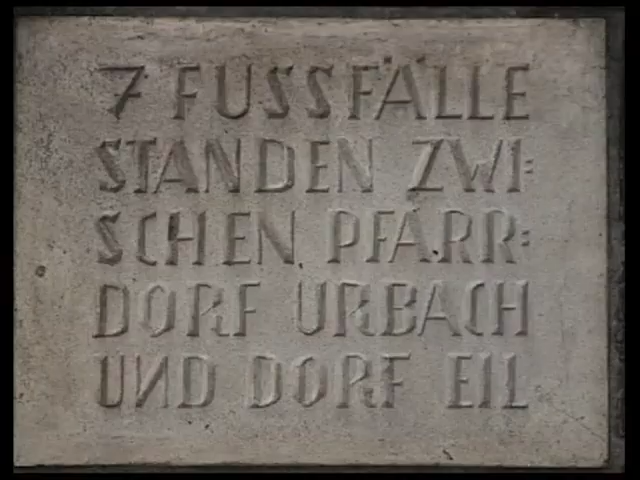 7 FUSSFÄLLE
STANDEN ZWI:
SCHEN PFARR:
DORF URBACH
UND DORF EIL